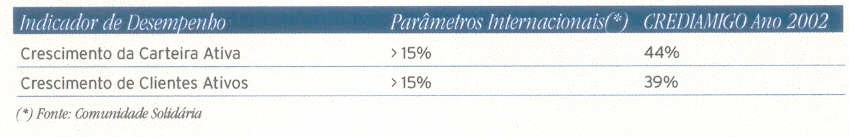 Indicador de Desempenho Parâmetros Internacionais(*) CREDIAMIGO Ano 2002
Crescimento da Carteira Ativa > 15% 44%
Crescimento de Clientes Ativos > 15% 39%
(*) Fonte: Comunidade Solidária